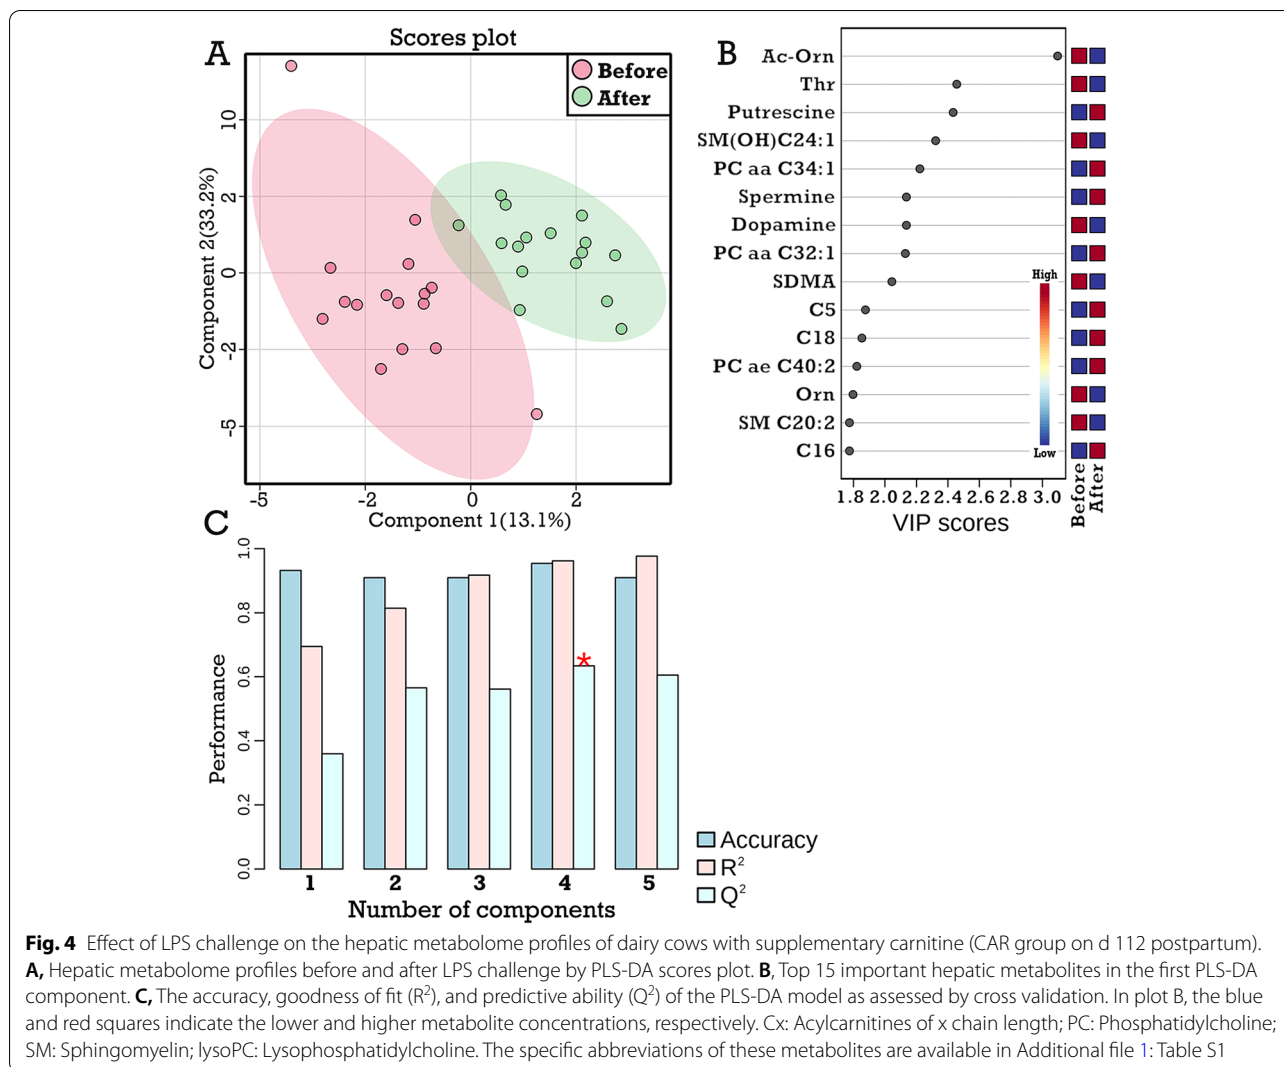 A
Scores plot
Before
After
Component 2(33.2%)
10
2
0
-2
-5
-5
-2
0
2
Component 1(13.1%)
B
Ac-Orn
Thr
Putrescine
SM(OH)C24:1
PC aa C34:1
Spermine
Dopamine
PC aa C32:1
SDMA
C5
C18
PC ae C40:2
Orn
SM C20:2
C16
High
Low
Before
After
1.8 2.0 2.2 2.4 2.6 2.8 3.0
VIP scores
C
Performance
1.0
0.8
0.6
0.4
0.2
0.0
*
1 2 3 4 5
Number of components
Accuracy
R²
Q²
Fig. 4 Effect of LPS challenge on the hepatic metabolome profiles of dairy cows with supplementary carnitine (CAR group on d 112 postpartum).
A, Hepatic metabolome profiles before and after LPS challenge by PLS-DA scores plot. B, Top 15 important hepatic metabolites in the first PLS-DA
component. C, The accuracy, goodness of fit (R²), and predictive ability (Q²) of the PLS-DA model as assessed by cross validation. In plot B, the blue
and red squares indicate the lower and higher metabolite concentrations, respectively. Cx: Acylcarnitines of x chain length; PC: Phosphatidylcholine;
SM: Sphingomyelin; lysoPC: Lysophosphatidylcholine. The specific abbreviations of these metabolites are available in Additional file 1: Table S1